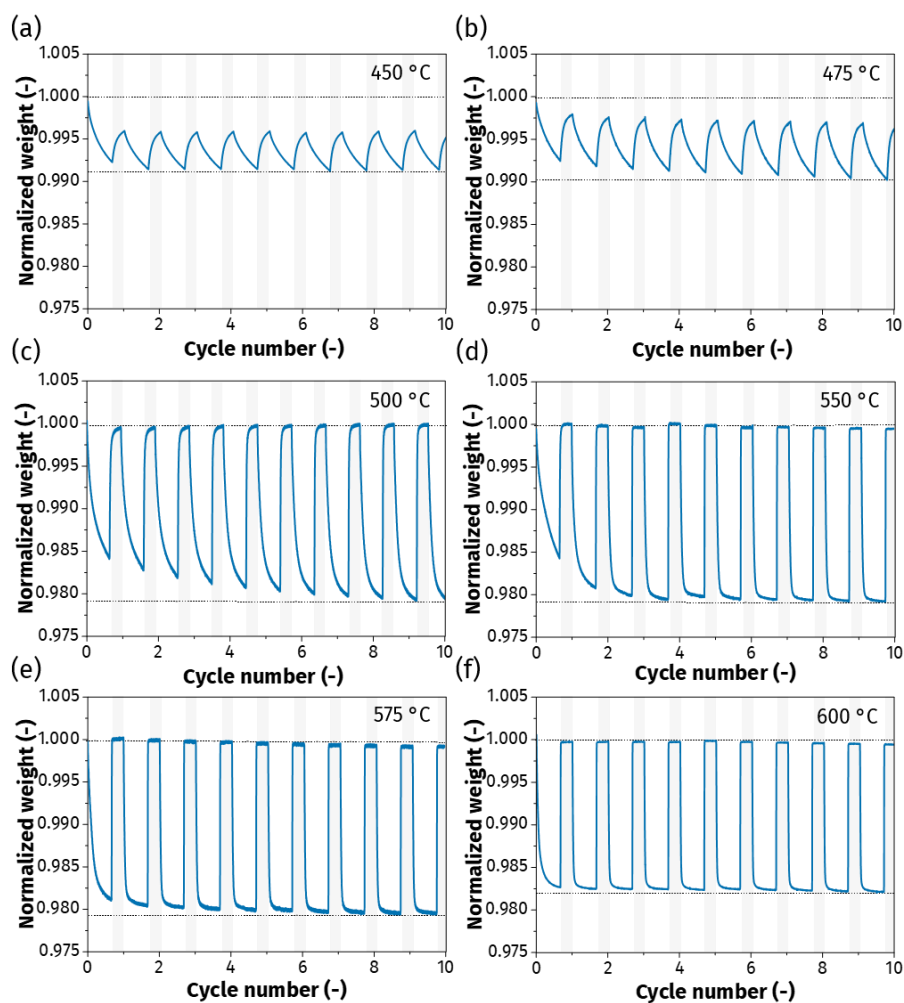 (a)
1.005
1.000
0.995
0.990
0.985
0.980
0.975
Normalized weight (-)
450 °C
0 2 4 6 8 10
Cycle number (-)
(b)
1.005
1.000
0.995
0.990
0.985
0.980
0.975
Normalized weight (-)
475 °C
0 2 4 6 8 10
Cycle number (-)
(c)
1.005
1.000
0.995
0.990
0.985
0.980
0.975
Normalized weight (-)
500 °C
0 2 4 6 8 10
Cycle number (-)
(d)
1.005
1.000
0.995
0.990
0.985
0.980
0.975
Normalized weight (-)
550 °C
0 2 4 6 8 10
Cycle number (-)
(e)
1.005
1.000
0.995
0.990
0.985
0.980
0.975
Normalized weight (-)
575 °C
0 2 4 6 8 10
Cycle number (-)
(f)
1.005
1.000
0.995
0.990
0.985
0.980
0.975
Normalized weight (-)
600 °C
0 2 4 6 8 10
Cycle number (-)